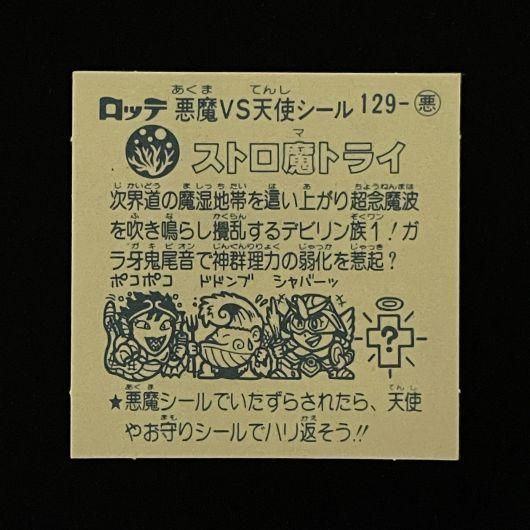 ロッテ 悪魔VS天使シール 129-悪
ストロ魔トライ
次界道の魔湿地帯を這い上がり超念魔波
を吹き鳴らし攪乱するデビリン族1!ガ
ラ牙鬼尾音で神群理力の弱化を惹起?
ポコポコ ドドンブ シャバーッ
?
★悪魔シールでいたずらされたら、天使
やお守りシールでハリ返そう!!